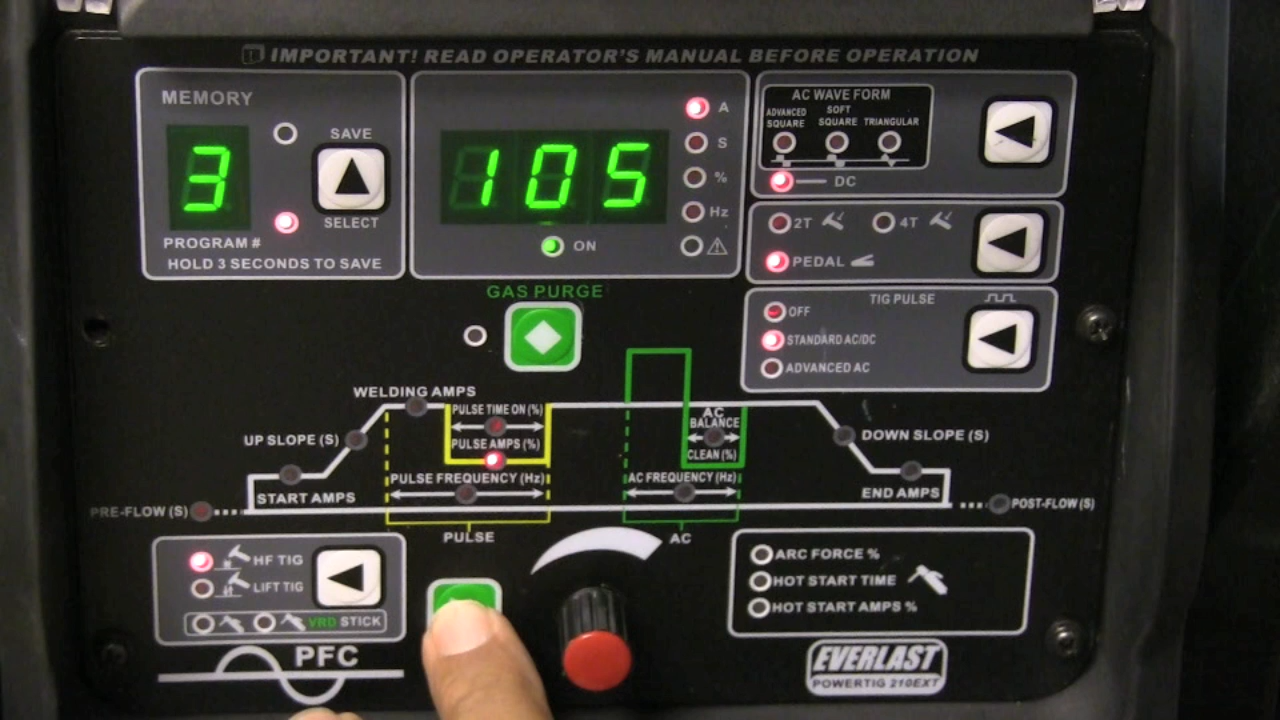 IMPORTANT! READ OPERATOR'S MANUAL BEFORE OPERATION
MEMORY
3
SAVE
SELECT
PROGRAM #
HOLD 3 SECONDS TO SAVE
105
A
S
%
Hz
ON
AC WAVE FORM
ADVANCED SQUARE
SOFT SQUARE
TRIANGULAR
DC
2T
4T
PEDAL
TIG PULSE
OFF
STANDARD AC/DC
ADVANCED AC
GAS PURGE
WELDING AMPS
PULSE TIME ON (%)
PULSE AMPS (%)
UP SLOPE (S)
START AMPS
PULSE FREQUENCY (Hz)
PRE-FLOW (S)
PULSE
AC BALANCE
CLEAN (%)
AC FREQUENCY (Hz)
AC
DOWN SLOPE (S)
END AMPS
POST-FLOW (S)
HF TIG
LIFT TIG
VRD STICK
PFC
ARC FORCE %
HOT START TIME
HOT START AMPS %
EVERLAST
POWERTIG 210EXT